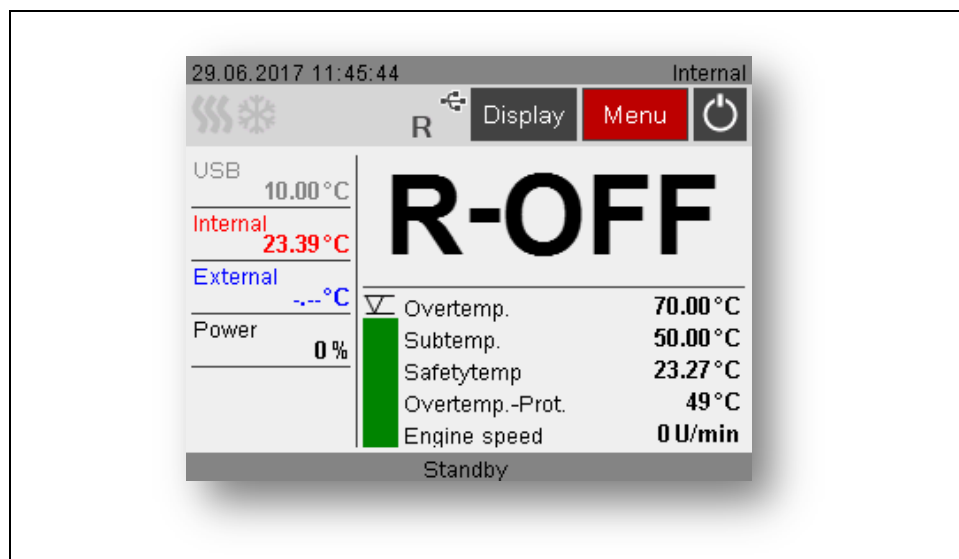 29.06.2017 11:45:44 Internal
R Display Menu
USB
10.00°C
Internal
23.39°C
External
-.--°C
Power
0 %
R-OFF
Overtemp. 70.00°C
Subtemp. 50.00°C
Safetytemp 23.27°C
Overtemp.-Prot. 49°C
Engine speed 0 U/min
Standby